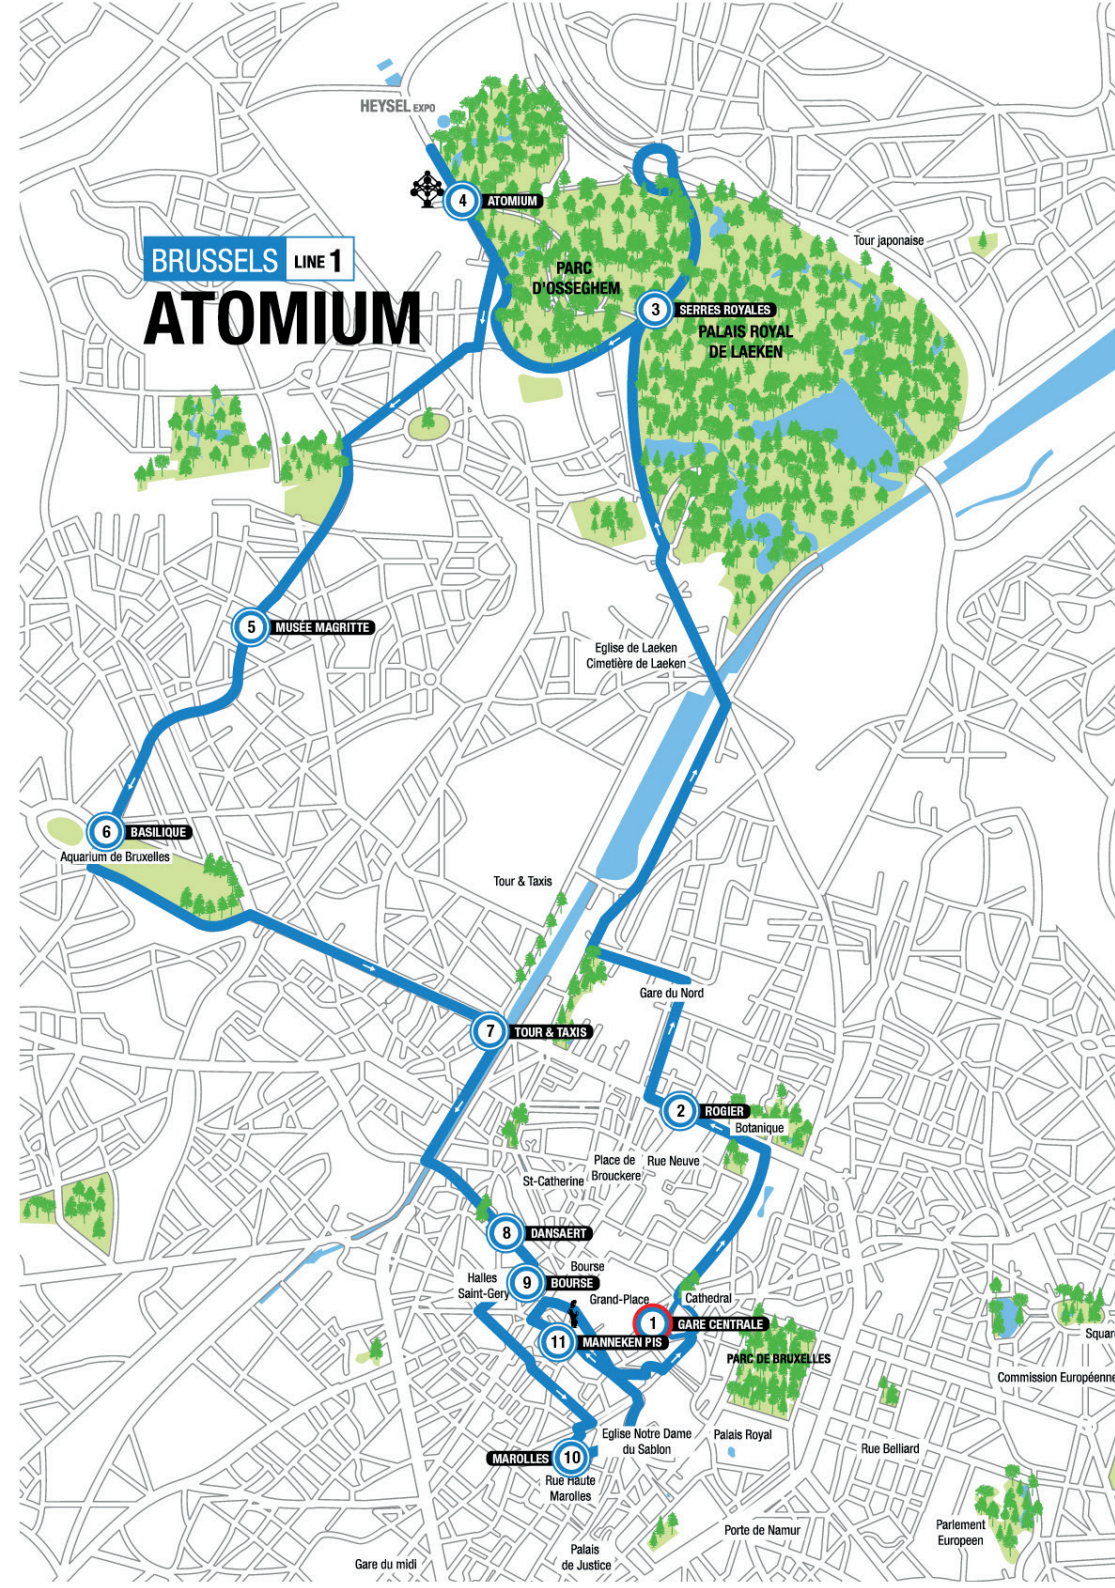 HEYSEL EXPO
4 ATOMIUM
BRUSSELS LINE 1
ATOMIUM
Tour japonaise
PARC
D'OSSEGHEM
3 SERRES ROYALES
PALAIS ROYAL
DE LAEKEN
5 MUSÉE MAGRITTE
Eglise de Laeken
Cimetière de Laeken
6 BASILIQUE
Aquarium de Bruxelles
Tour & Taxis
Gare du Nord
7 TOUR & TAXIS
2 ROGIER
Botanique
Place de
Brouckere
Rue Neuve
St-Catherine
8 DANSAERT
Bourse
Halles
Saint-Gery
9 BOURSE
Grand-Place
Cathedral
1 GARE CENTRALE
11 MANNEKEN PIS
PARC DE BRUXELLES
Square
Commission Européenne
Eglise Notre Dame
du Sablon
Palais Royal
Rue Belliard
MAROLLES 10
Rue Haute
Marolles
Porte de Namur
Parlement
Europeen
Palais
de Justice
Gare du midi